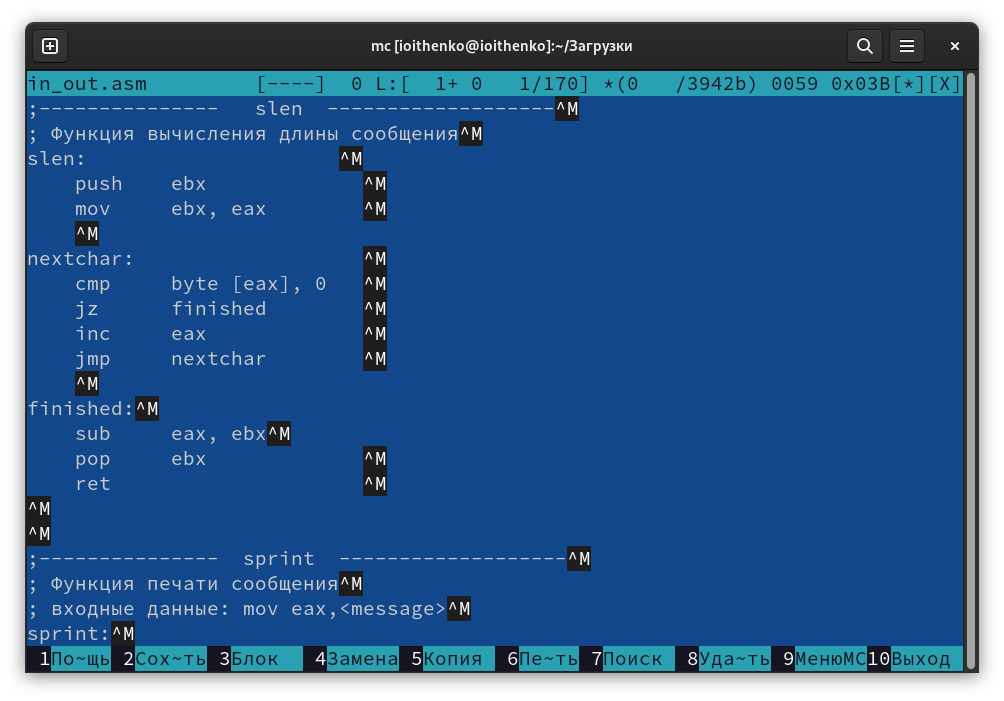 mc [ioithenko@ioithenko]:~/Загрузки
in_out.asm         [----]  0 L:[  1+ 0   1/170] *(0   /3942b) 0059 0x03B[*][X]
;---------------   slen  -------------------^M
; Функция вычисления длины сообщения^M
slen:                     ^M
    push    ebx             ^M
    mov     ebx, eax        ^M
    ^M
nextchar:                   ^M
    cmp     byte [eax], 0   ^M
    jz      finished        ^M
    inc     eax             ^M
    jmp     nextchar        ^M
    ^M
finished:^M
    sub     eax, ebx^M
    pop     ebx             ^M
    ret                     ^M
^M
^M
;---------------  sprint  -------------------^M
; Функция печати сообщения^M
; входные данные: mov eax,<message>^M
sprint:^M
1По~щь 2Сох~ть 3Блок 4Замена 5Копия 6Пе~ть 7Поиск 8Уда~ть 9МенюМС10Выход